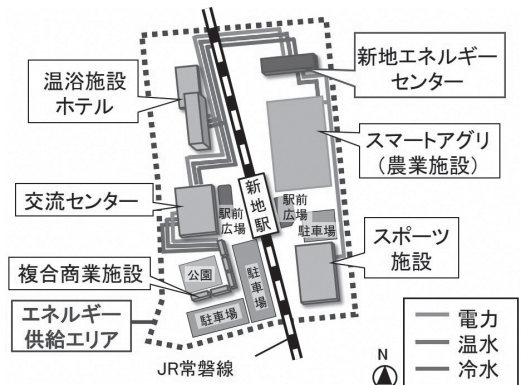 温浴施設
ホテル
新地エネルギー
センター
スマートアグリ
(農業施設)
交流センター
駅前
広場
新地駅
駅前
広場
駐車場
スポーツ
施設
複合商業施設
公園
駐車場
駐車場
エネルギー
供給エリア
JR常磐線
N
電力
温水
冷水